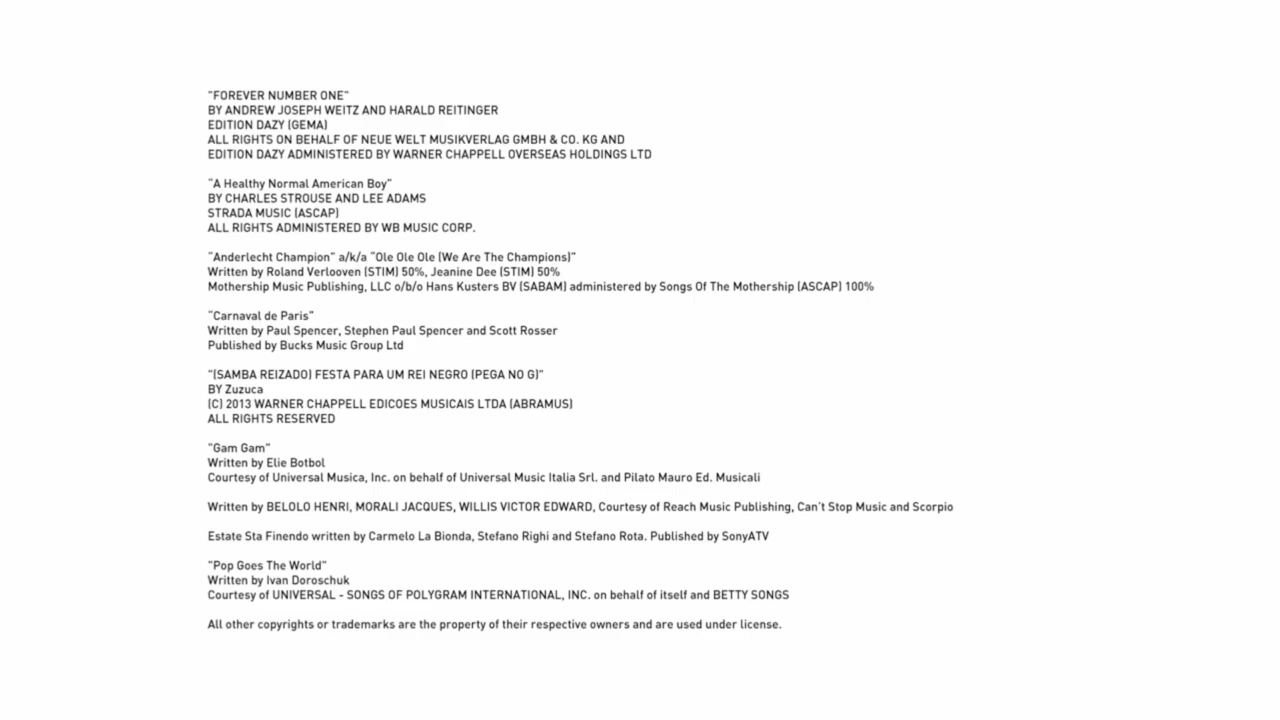 "FOREVER NUMBER ONE"
BY ANDREW JOSEPH WEITZ AND HARALD REITINGER
EDITION DAZY (GEMA)
ALL RIGHTS ON BEHALF OF NEUE WELT MUSIKVERLAG GMBH & CO. KG AND
EDITION DAZY ADMINISTERED BY WARNER CHAPPELL OVERSEAS HOLDINGS LTD
"A Healthy Normal American Boy"
BY CHARLES STROUSE AND LEE ADAMS
STRADA MUSIC (ASCAP)
ALL RIGHTS ADMINISTERED BY WB MUSIC CORP.
"Anderlecht Champion" a/k/a "Ole Ole Ole (We Are The Champions)"
Written by Roland Verlooven (STIM) 50%, Jeanine Dee (STIM) 50%
Mothership Music Publishing, LLC o/b/o Hans Kusters BV (SABAM) administered by Songs Of The Mothership (ASCAP) 100%
"Carnaval de Paris"
Written by Paul Spencer, Stephen Paul Spencer and Scott Rosser
Published by Bucks Music Group Ltd
"(SAMBA REIZADO) FESTA PARA UM REI NEGRO (PEGA NO G)"
BY Zuzuca
(C) 2013 WARNER CHAPPELL EDICOES MUSICAIS LTDA (ABRAMUS)
ALL RIGHTS RESERVED
"Gam Gam"
Written by Elie Botbol
Courtesy of Universal Musica, Inc. on behalf of Universal Music Italia Srl. and Pilato Mauro Ed. Musicali
Written by BELOLO HENRI, MORALI JACQUES, WILLIS VICTOR EDWARD, Courtesy of Reach Music Publishing, Can't Stop Music and Scorpio
Estate Sta Finendo written by Carmelo La Bionda, Stefano Righi and Stefano Rota. Published by SonyATV
"Pop Goes The World"
Written by Ivan Doroschuk
Courtesy of UNIVERSAL - SONGS OF POLYGRAM INTERNATIONAL, INC. on behalf of itself and BETTY SONGS
All other copyrights or trademarks are the property of their respective owners and are used under license.